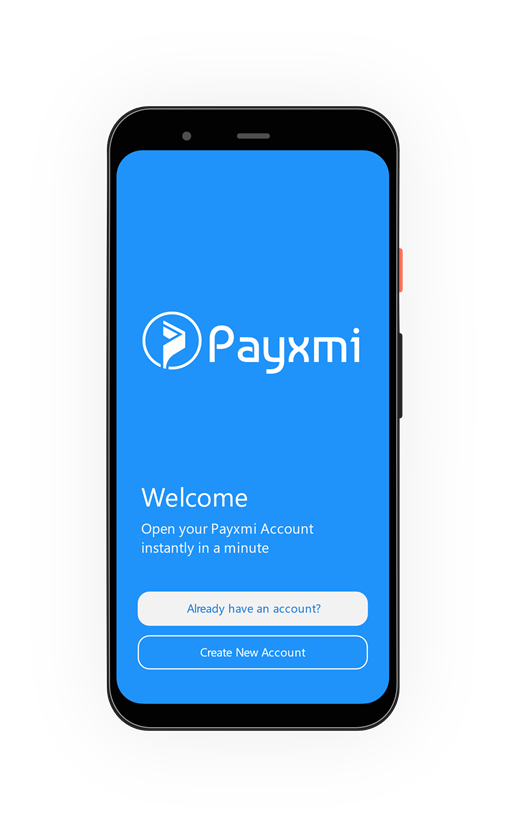 Payxmi
Welcome
Open your Payxmi Account
instantly in a minute
Already have an account?
Create New Account